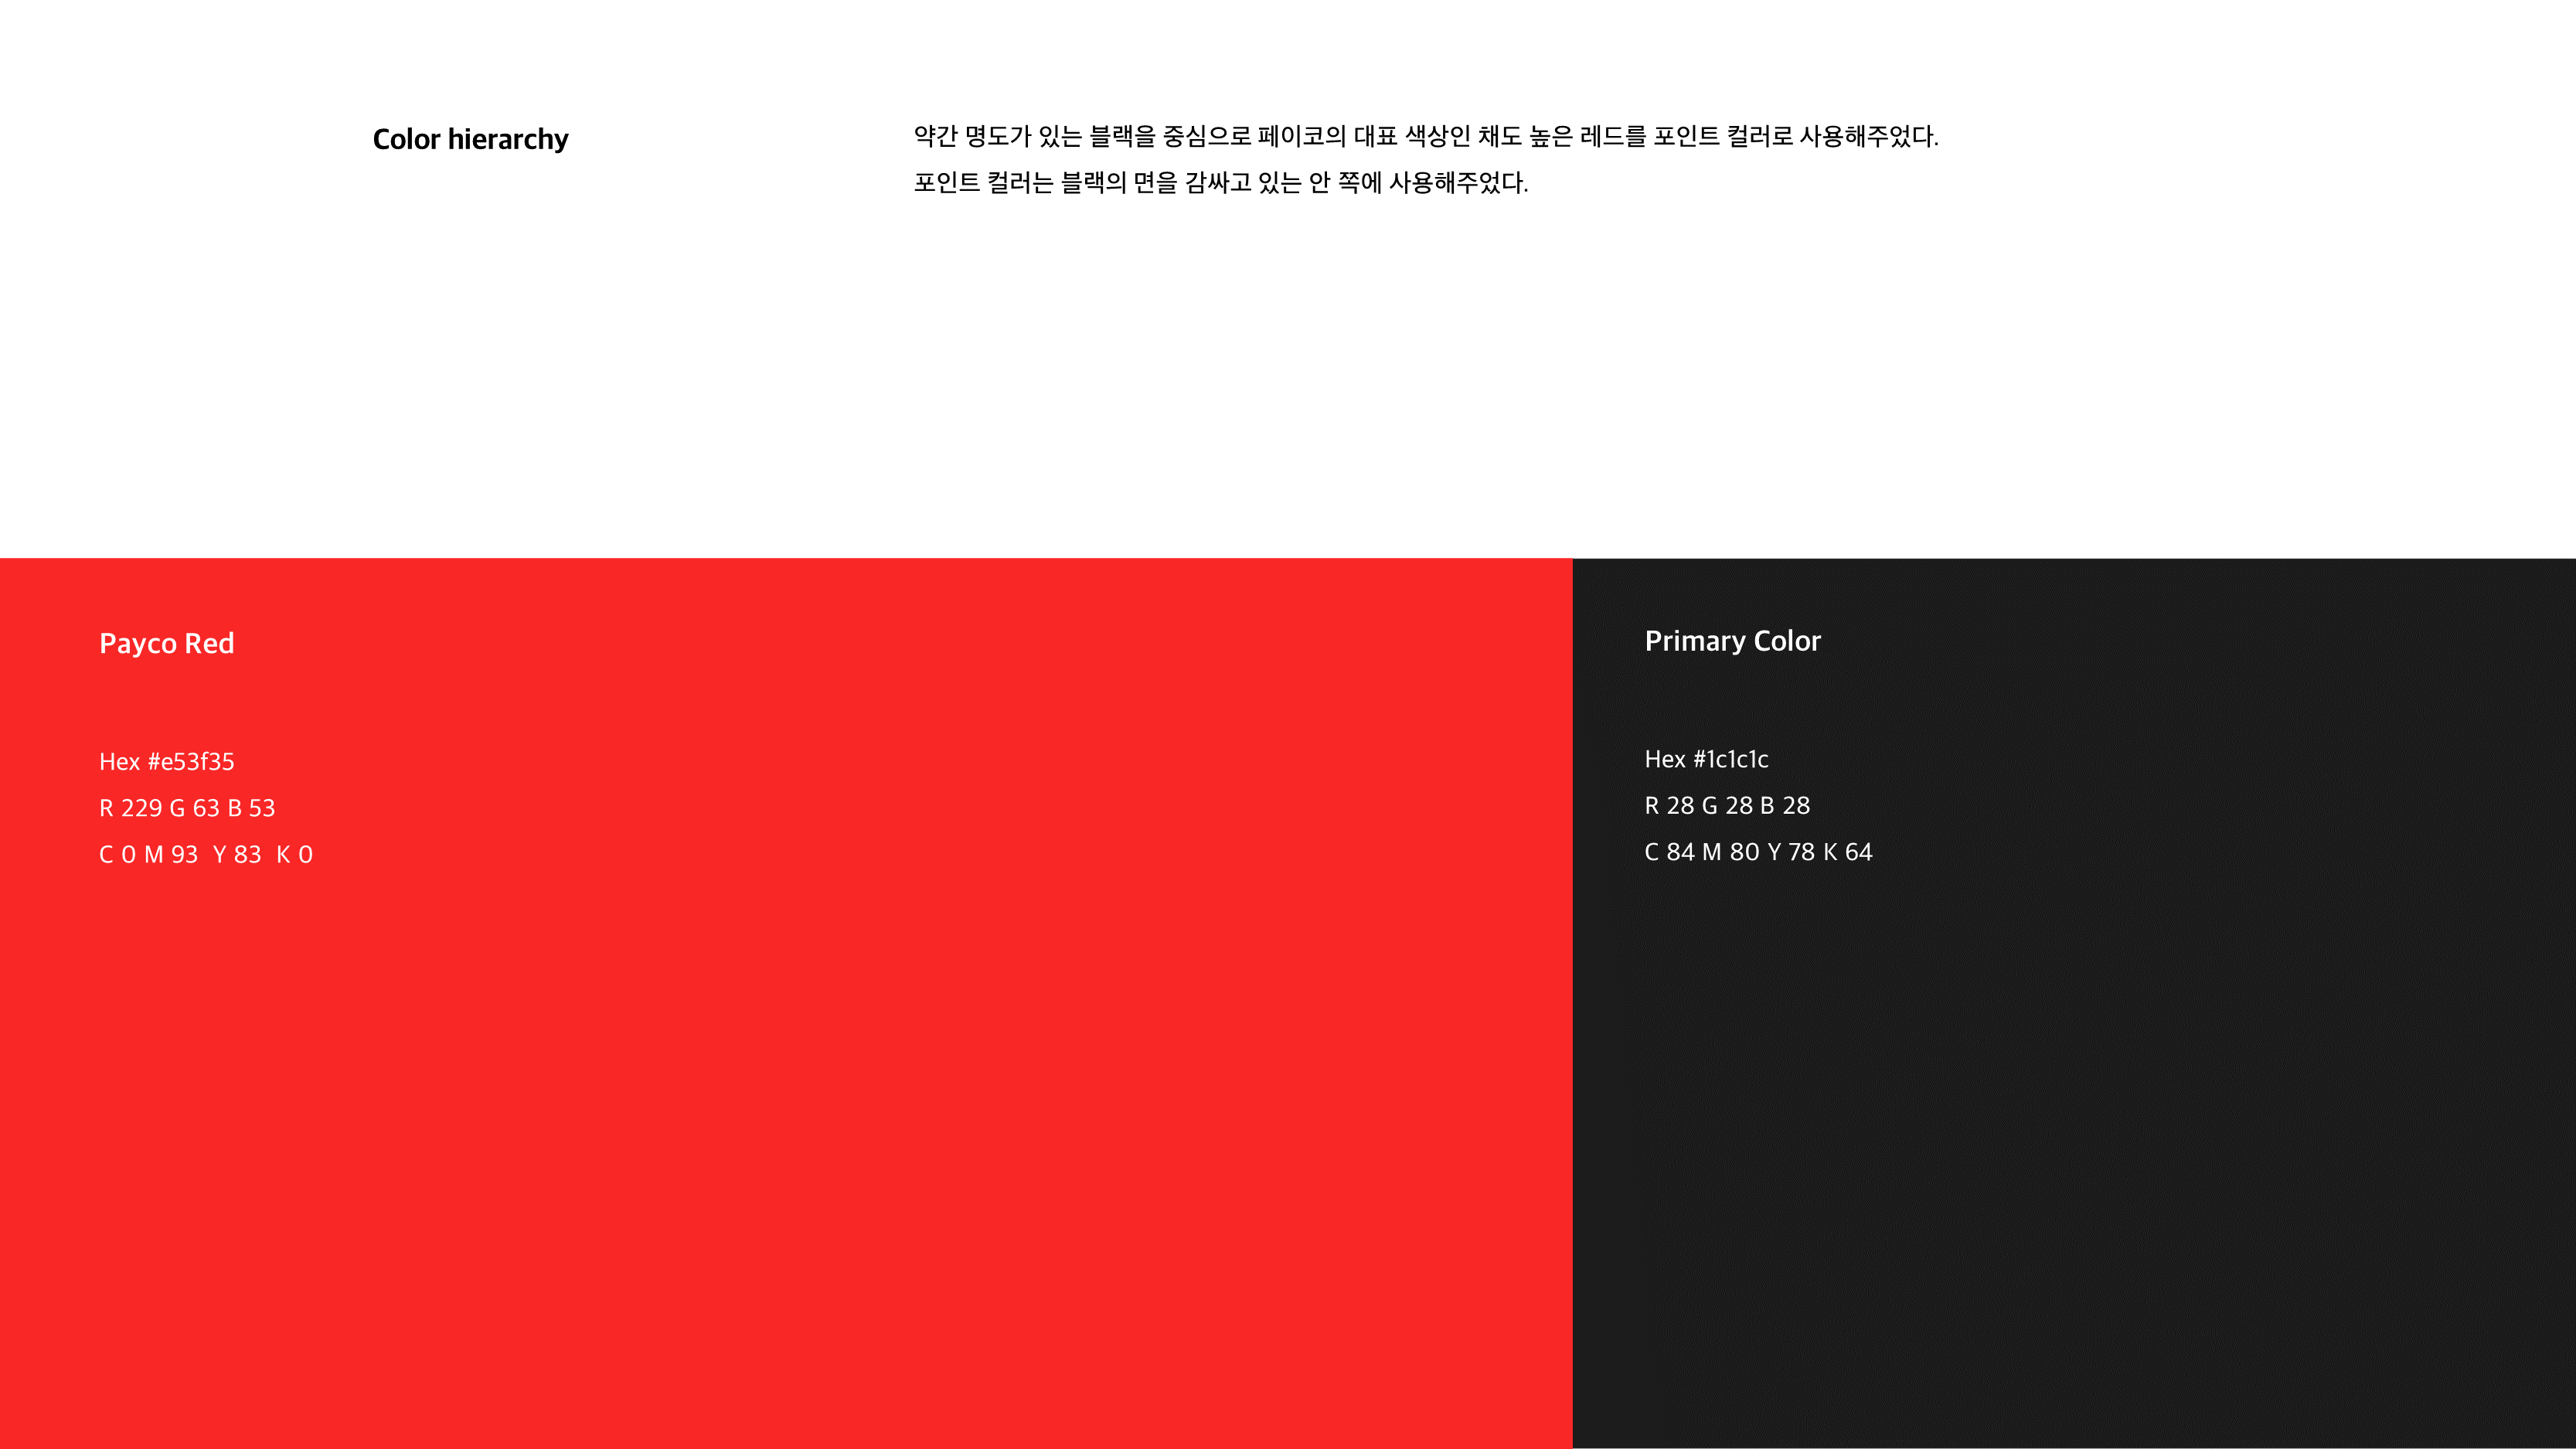 Color hierarchy
약간 명도가 있는 블랙을 중심으로 페이코의 대표 색상인 채도 높은 레드를 포인트 컬러로 사용해주었다.
포인트 컬러는 블랙의 면을 감싸고 있는 안 쪽에 사용해주었다.
Payco Red
Hex #e53f35
R 229 G 63 B 53
C 0 M 93 Y 83 K 0
Primary Color
Hex #1c1c1c
R 28 G 28 B 28
C 84 M 80 Y 78 K 64